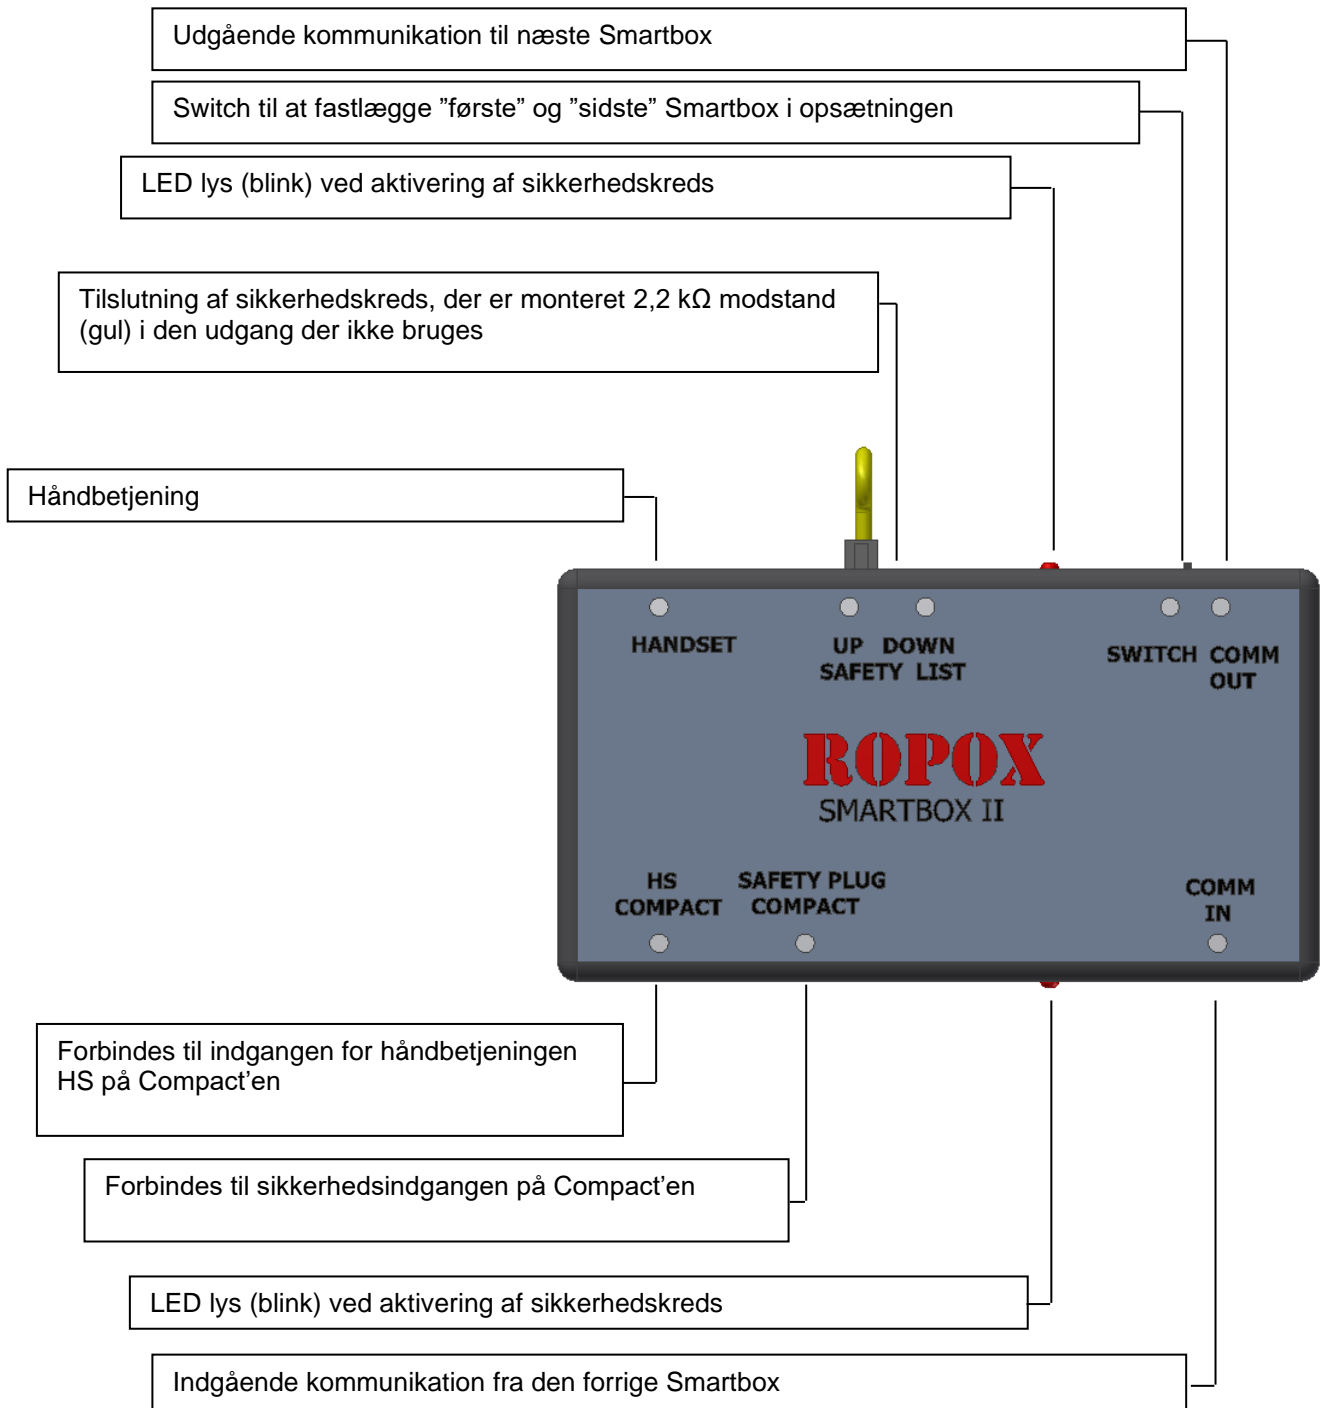 Udgående kommunikation til næste Smartbox
Switch til at fastlægge ”første” og ”sidste” Smartbox i opsætningen
LED lys (blink) ved aktivering af sikkerhedskreds
Tilslutning af sikkerhedskreds, der er monteret 2,2 kΩ modstand
(gul) i den udgang der ikke bruges
Håndbetjening
HANDSET
UP DOWN
SAFETY LIST
SWITCH COMM
OUT
ROPOX
SMARTBOX II
HS
COMPACT
SAFETY PLUG
COMPACT
COMM
IN
Forbindes til indgangen for håndbetjeningen
HS på Compact’en
Forbindes til sikkerhedsindgangen på Compact’en
LED lys (blink) ved aktivering af sikkerhedskreds
Indgående kommunikation fra den forrige Smartbox